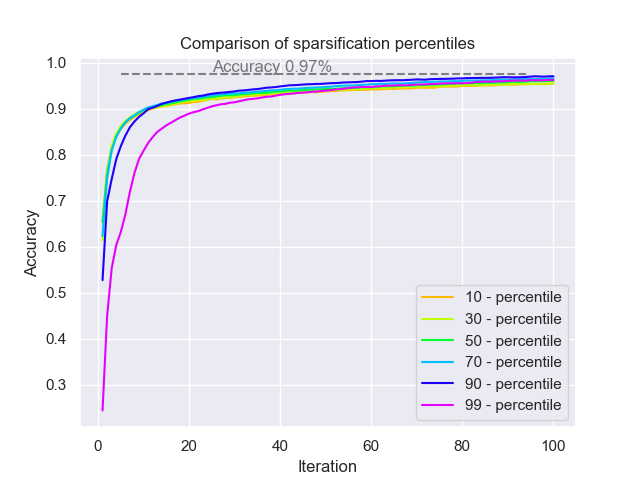 Comparison of sparsification percentiles
Accuracy 0.97%
1.0
0.9
0.8
0.7
0.6
0.5
0.4
0.3
Accuracy
10 - percentile
30 - percentile
50 - percentile
70 - percentile
90 - percentile
99 - percentile
0 20 40 60 80 100
Iteration